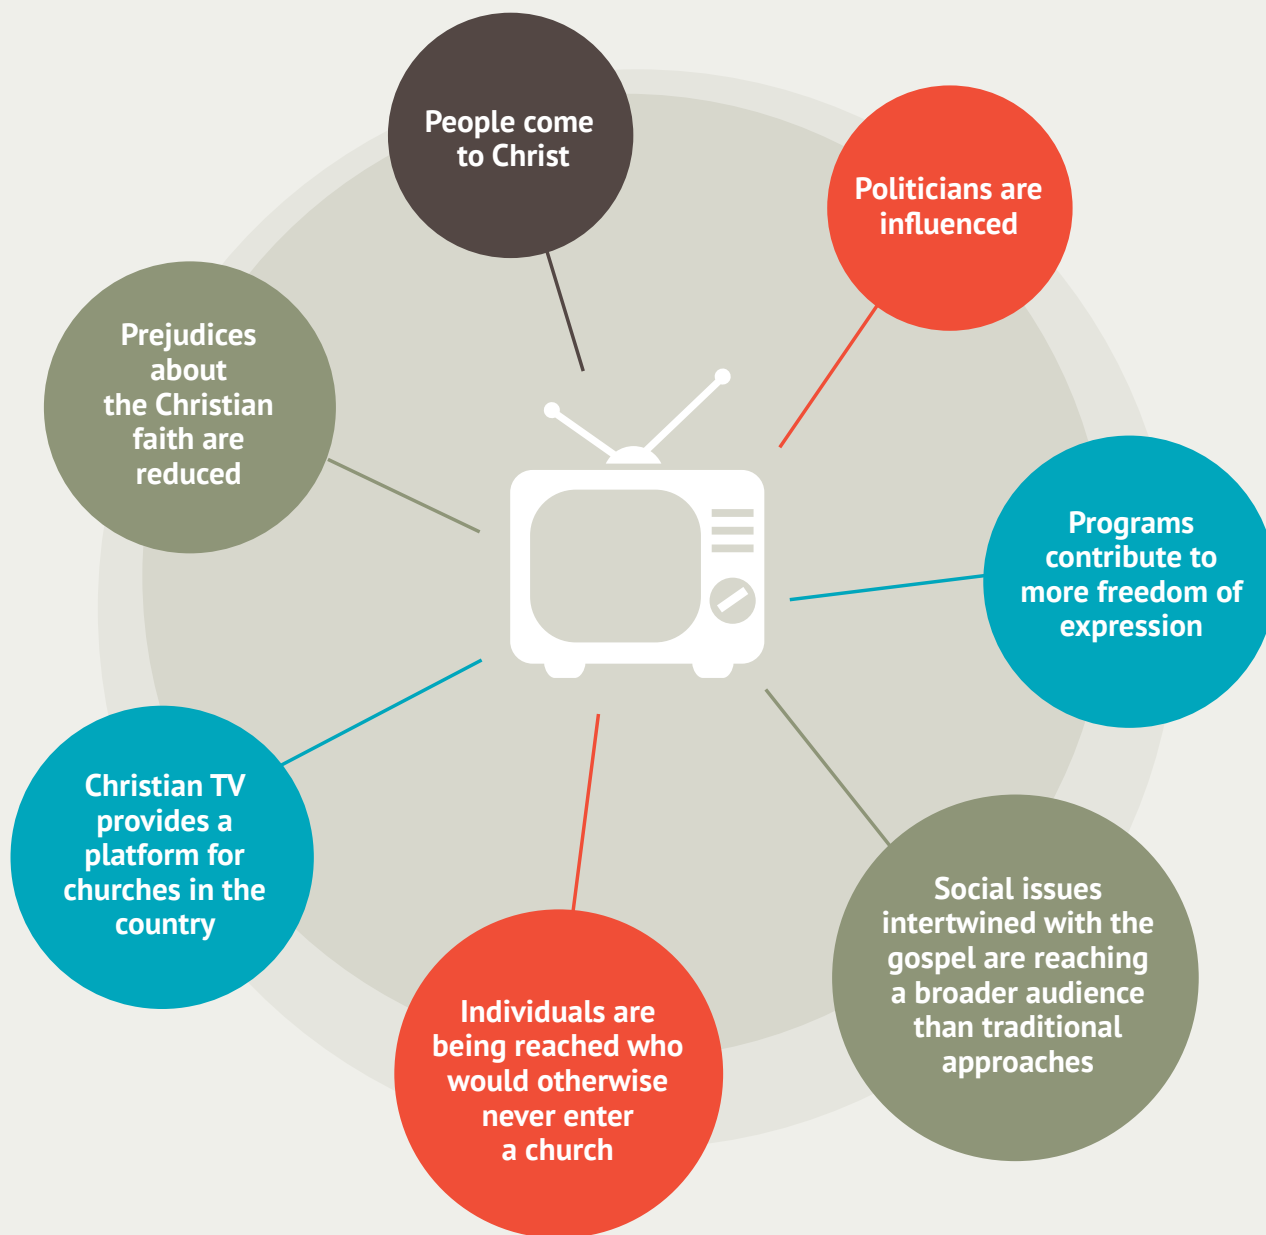 People come
to Christ
Politicians are
influenced
Prejudices
about
the Christian
faith are
reduced
Programs
contribute to
more freedom of
expression
Christian TV
provides a
platform for
churches in the
country
Social issues
intertwined with the
gospel are reaching
a broader audience
than traditional
approaches
Individuals are
being reached who
would otherwise
never enter
a church